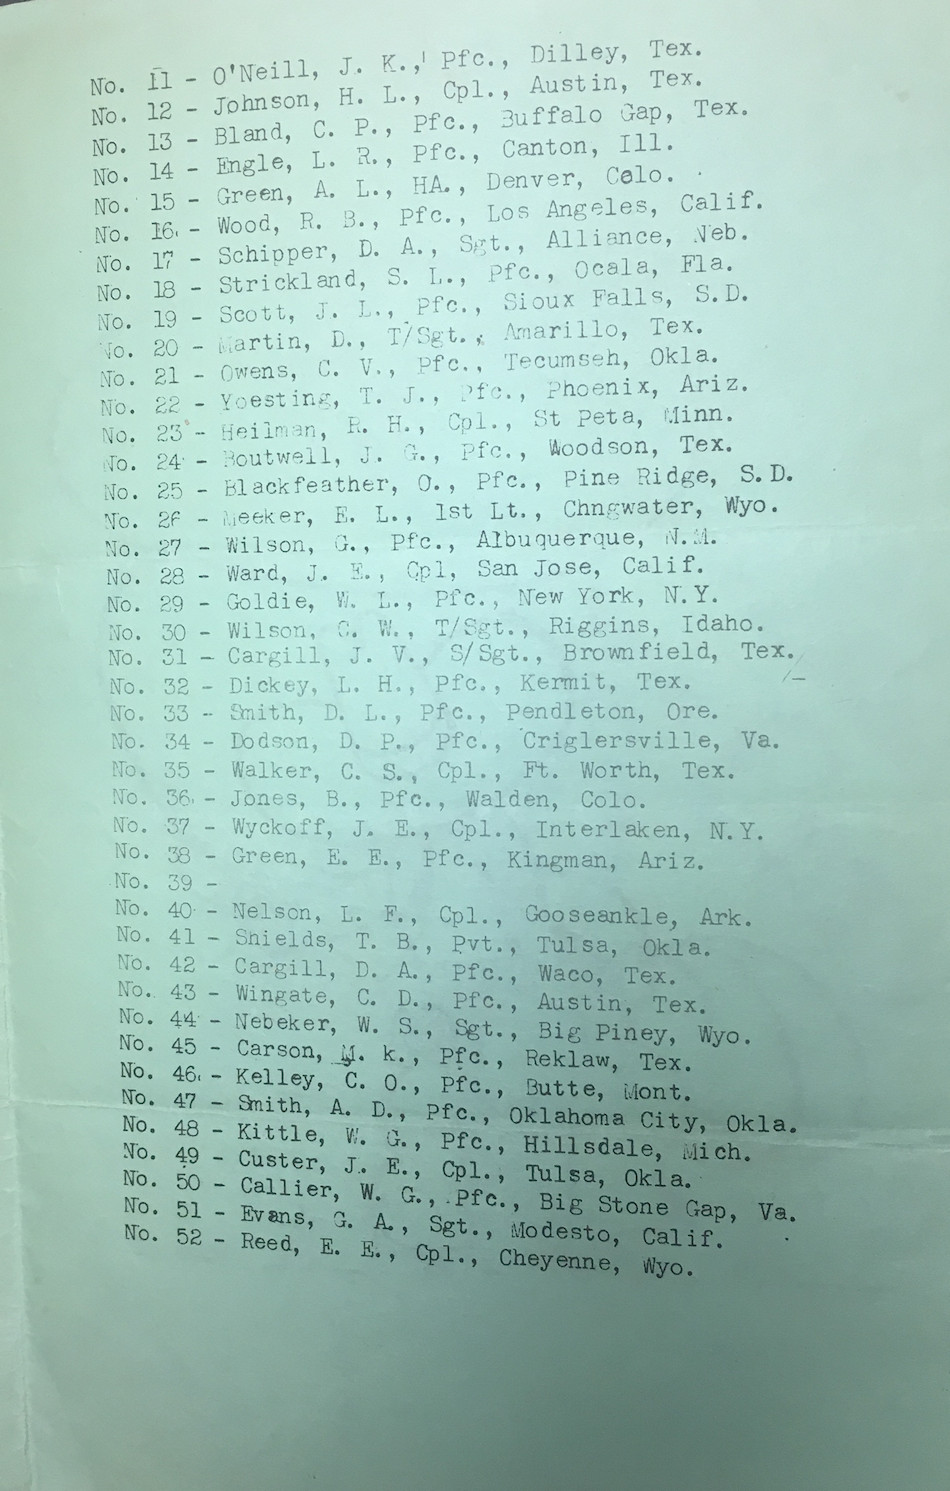 No. 11 - O'Neill, J. K., Pfc., Dilley, Tex.
No. 12 - Johnson, H. L., Cpl., Austin, Tex.
No. 13 - Bland, C. P., Pfc., Buffalo Gap, Tex.
No. 14 - Engle, L. R., Pfc., Canton, Ill.
No. 15 - Green, A. L., HA., Denver, Colo.
No. 16. - Wood, R. B., Pfc., Los Angeles, Calif.
No. 17 - Schipper, D. A., Sgt., Alliance, Neb.
No. 18 - Strickland, S. L., Pfc., Ocala, Fla.
No. 19 - Scott, J. L., Pfc., Sioux Falls, S.D.
No. 20 - Martin, D., T/Sgt., Amarillo, Tex.
No. 21 - Owens, C. V., Pfc., Tecumseh, Okla.
No. 22 - Yoesting, T. J., Pfc., Phoenix, Ariz.
No. 23 - Heilman, R. H., Cpl., St Peta, Minn.
No. 24 - Boutwell, J. G., Pfc., Woodson, Tex.
No. 25 - Blackfeather, O., Pfc., Pine Ridge, S.D.
No. 26 - Meeker, E. L., 1st Lt., Chngwater, Wyo.
No. 27 - Wilson, G., Pfc., Albuquerque, N.M.
No. 28 - Ward, J. E., Cpl, San Jose, Calif.
No. 29 - Goldie, W. L., Pfc., New York, N.Y.
No. 30 - Wilson, C. W., T/Sgt., Riggins, Idaho.
No. 31 - Cargill, J. V., S/Sgt., Brownfield, Tex.
No. 32 - Dickey, L. H., Pfc., Kermit, Tex.
No. 33 - Smith, D. L., Pfc., Pendleton, Ore.
No. 34 - Dodson, D. P., Pfc., Criglersville, Va.
No. 35 - Walker, C. S., Cpl., Ft. Worth, Tex.
No. 36. - Jones, B., Pfc., Walden, Colo.
No. 37 - Wyckoff, J. E., Cpl., Interlaken, N.Y.
No. 38 - Green, E. E., Pfc., Kingman, Ariz.
No. 39 -
No. 40 - Nelson, L. F., Cpl., Gooseankle, Ark.
No. 41 - Shields, T. B., Pvt., Tulsa, Okla.
No. 42 - Cargill, D. A., Pfc., Waco, Tex.
No. 43 - Wingate, C. D., Pfc., Austin, Tex.
No. 44 - Nebeker, W. S., Sgt., Big Piney, Wyo.
No. 45 - Carson, M. k., Pfc., Reklaw, Tex.
No. 46. - Kelley, C. O., Pfc., Butte, Mont.
No. 47 - Smith, A. D., Pfc., Oklahoma City, Okla.
No. 48 - Kittle, W. G., Pfc., Hillsdale, Mich.
No. 49 - Custer, J. E., Cpl., Tulsa, Okla.
No. 50 - Callier, W. G., Pfc., Big Stone Gap, Va.
No. 51 - Evans, G. A., Sgt., Modesto, Calif.
No. 52 - Reed, E. E., Cpl., Cheyenne, Wyo.